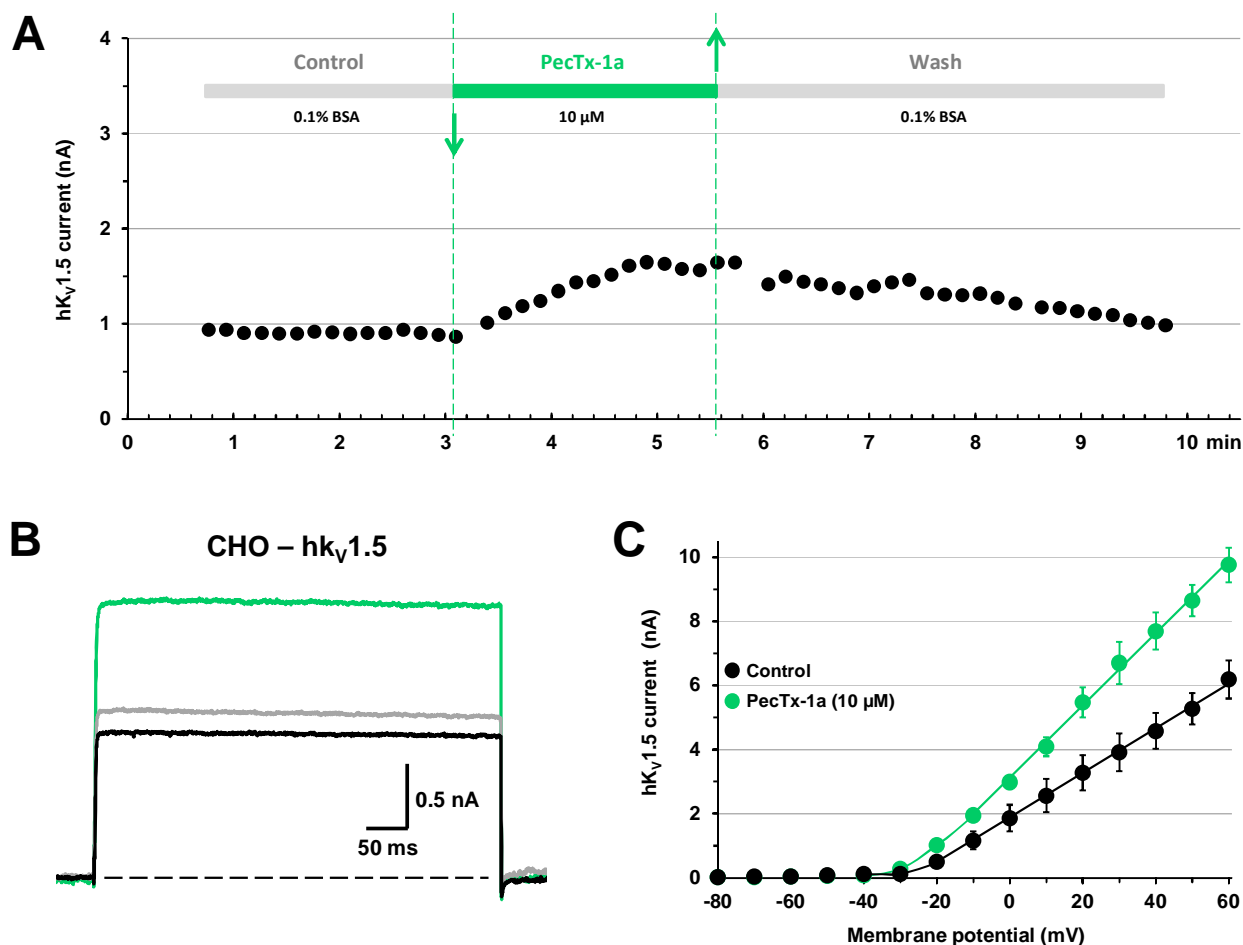 A
4
3
2
1
0
hKV1.5 current (nA)
Control
PecTx-1a
Wash
0.1% BSA
10 µM
0.1% BSA
0 1 2 3 4 5 6 7 8 9 10 min
B
CHO – hkV1.5
0.5 nA
50 ms
C
10
8
6
4
2
0
hKV1.5 current (nA)
Control
PecTx-1a (10 µM)
-80 -60 -40 -20 0 20 40 60
Membrane potential (mV)